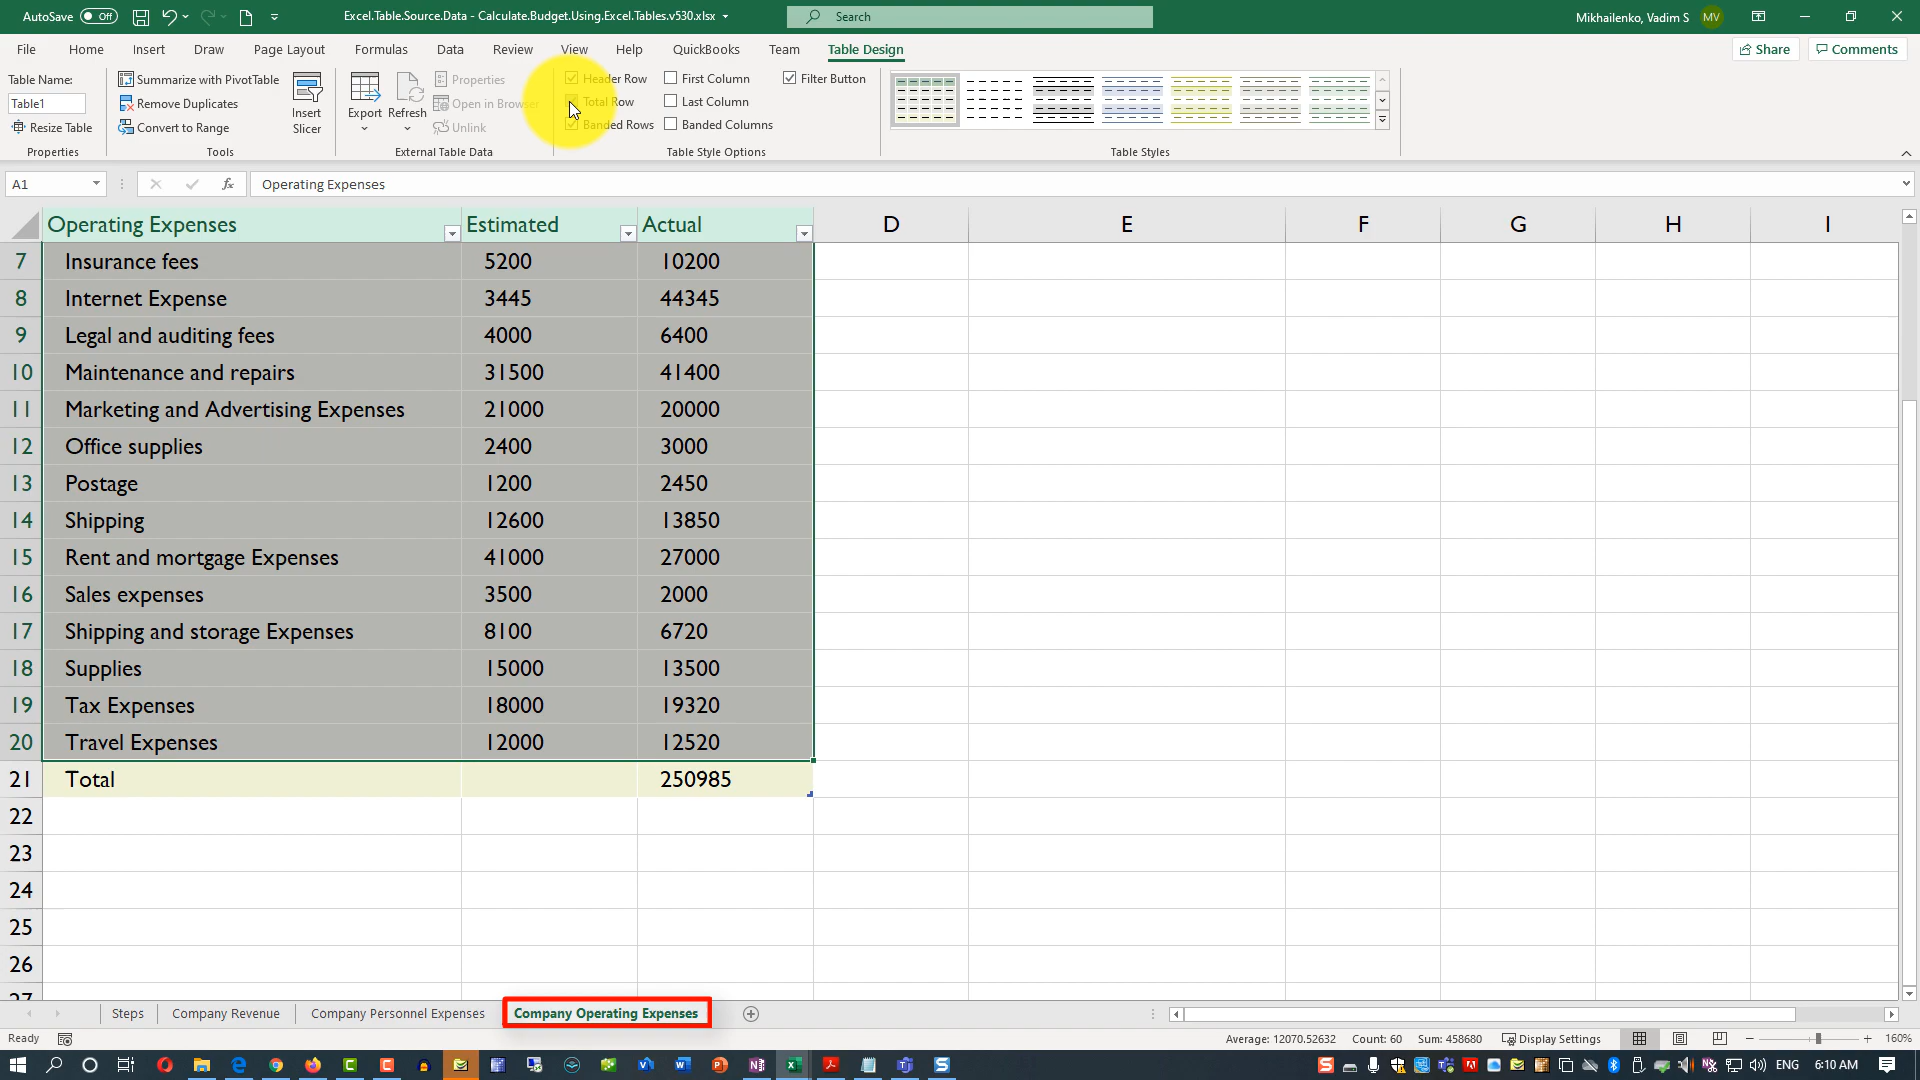 AutoSave Off
Excel.Table.Source.Data - Calculate.Budget.Using.Excel.Tables.v530.xlsx
Search
Mikhailenko, Vadim S MV
File Home Insert Draw Page Layout Formulas Data Review View Help QuickBooks Team Table Design Share Comments
Table Name:
Table1
Resize Table
Properties
Summarize with PivotTable
Remove Duplicates
Convert to Range
Insert
Slicer
Tools
Export
Refresh
Properties
Open in Browser
Unlink
External Table Data
Header Row
Total Row
Banded Rows
First Column
Last Column
Banded Columns
Filter Button
Table Style Options
Table Styles
A1 fx Operating Expenses
Operating Expenses Estimated Actual D E F G H I
7 Insurance fees 5200 10200
8 Internet Expense 3445 44345
9 Legal and auditing fees 4000 6400
10 Maintenance and repairs 31500 41400
11 Marketing and Advertising Expenses 21000 20000
12 Office supplies 2400 3000
13 Postage 1200 2450
14 Shipping 12600 13850
15 Rent and mortgage Expenses 41000 27000
16 Sales expenses 3500 2000
17 Shipping and storage Expenses 8100 6720
18 Supplies 15000 13500
19 Tax Expenses 18000 19320
20 Travel Expenses 12000 12520
21 Total 250985
22
23
24
25
26
27
Steps Company Revenue Company Personnel Expenses Company Operating Expenses
Ready Average: 12070.52632 Count: 60 Sum: 458680 Display Settings 160%
ENG 6:10 AM